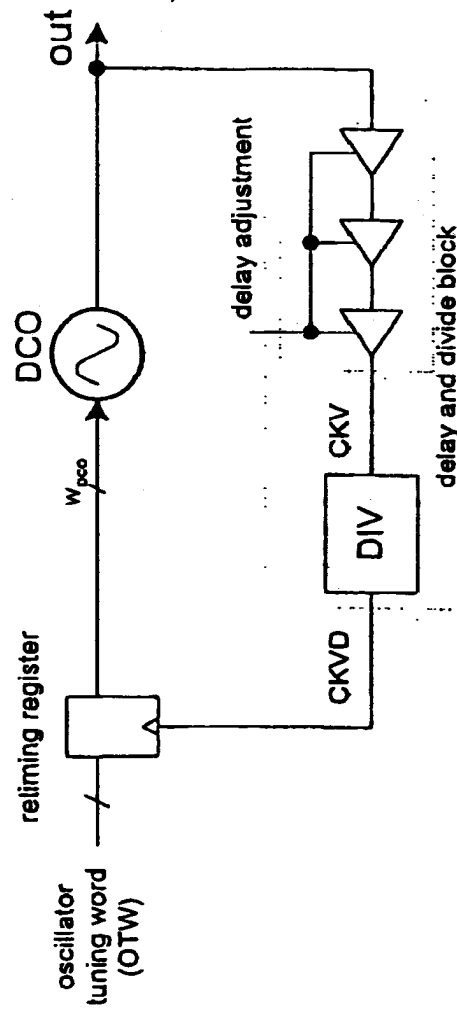 oscillator
tuning word
(OTW)
retiming register
W_DCO
DCO
out
delay adjustment
CKVD
DIV
CKV
delay and divide block